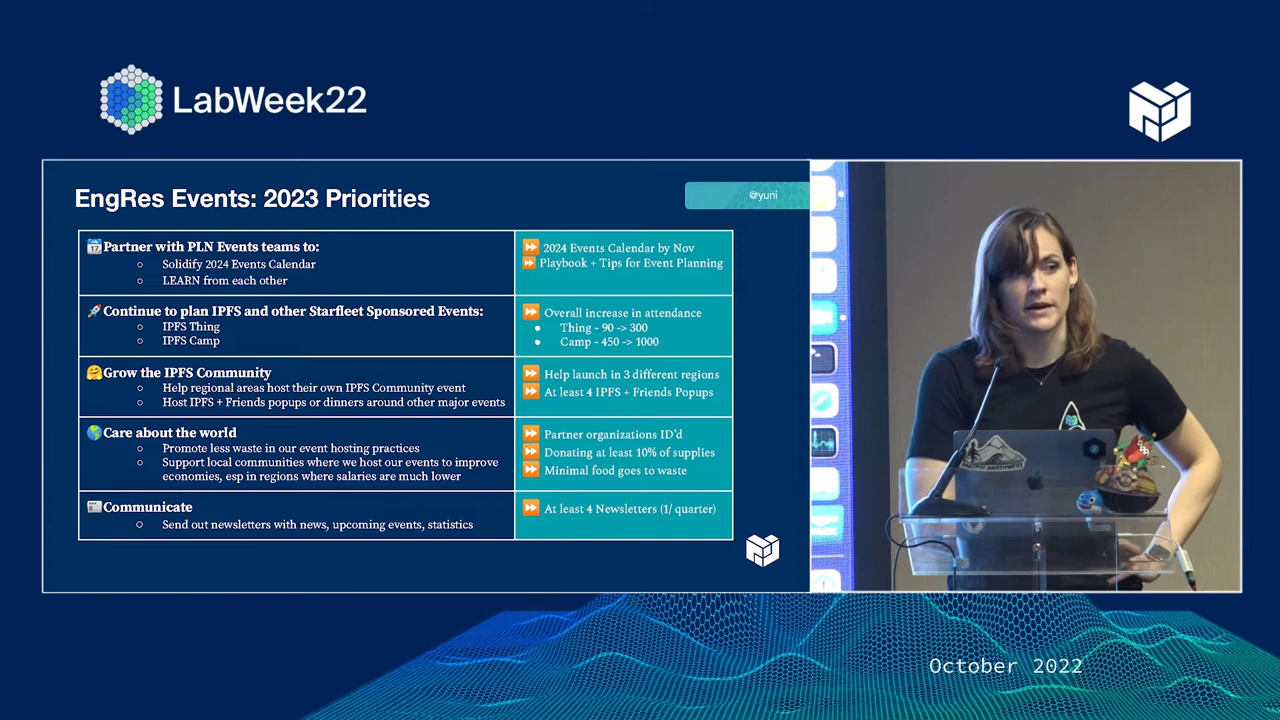 LabWeek22
EngRes Events: 2023 Priorities
@yuni
Partner with PLN Events teams to:
Solidify 2024 Events Calendar
LEARN from each other
2024 Events Calendar by Nov
Playbook + Tips for Event Planning
Continue to plan IPFS and other Starfleet Sponsored Events:
IPFS Thing
IPFS Camp
Overall increase in attendance
Thing - 90 -> 300
Camp - 450 -> 1000
Grow the IPFS Community
Help regional areas host their own IPFS Community event
Host IPFS + Friends popups or dinners around other major events
Help launch in 3 different regions
At least 4 IPFS + Friends Popups
Care about the world
Promote less waste in our event hosting practices
Support local communities where we host our events to improve
economies, esp in regions where salaries are much lower
Partner organizations ID'd
Donating at least 10% of supplies
Minimal food goes to waste
Communicate
Send out newsletters with news, upcoming events, statistics
At least 4 Newsletters (1/ quarter)
October 2022